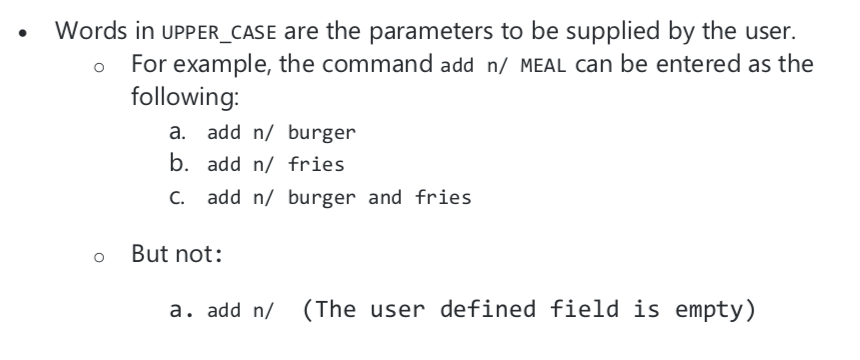 • Words in UPPER_CASE are the parameters to be supplied by the user.
o For example, the command add n/ MEAL can be entered as the
following:
a. add n/ burger
b. add n/ fries
c. add n/ burger and fries
o But not:
a. add n/ (The user defined field is empty)